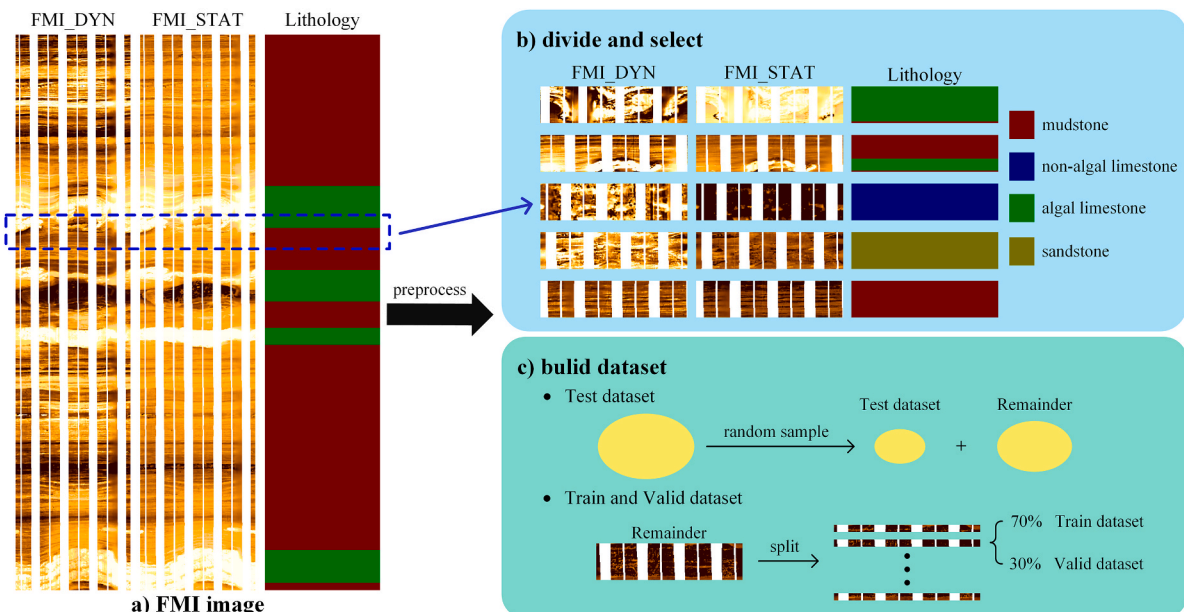 FMI_DYN FMI_STAT Lithology
preprocess
a) FMI image
b) divide and select
FMI_DYN FMI_STAT Lithology
mudstone
non-algal limestone
algal limestone
sandstone
c) bulid dataset
• Test dataset
random sample
Test dataset
+
Remainder
• Train and Valid dataset
Remainder
split
70% Train dataset
30% Valid dataset